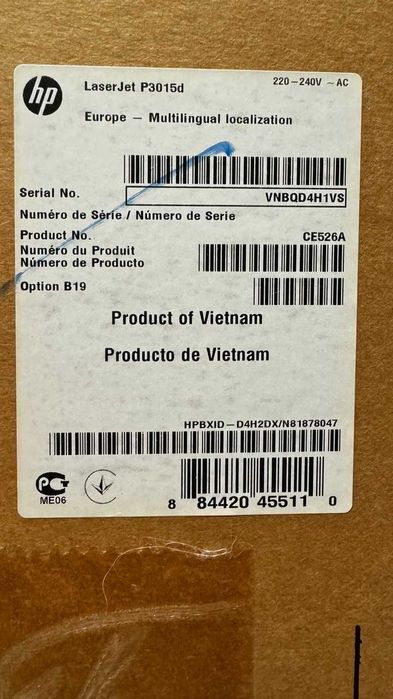 hp
LaserJet P3015d
220-240V ~ AC
Europe – Multilingual localization
Serial No.
VNBQD4H1VS
Numéro de Série / Número de Serie
Product No.
CE526A
Numéro du Produit
Número de Producto
Option B19
Product of Vietnam
Producto de Vietnam
HPBXID-D4H2DX/N81878047
ME06
8 84420 45511 0